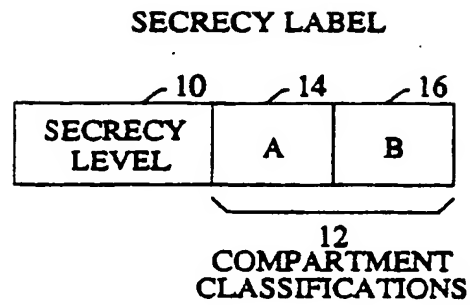 SECRECY LABEL
10 14 16
SECRECY LEVEL A B
12
COMPARTMENT
CLASSIFICATIONS